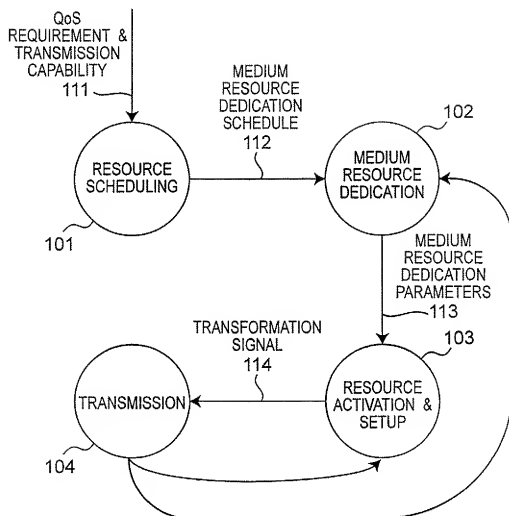 QoS
REQUIREMENT &
TRANSMISSION
CAPABILITY
111
MEDIUM
RESOURCE
DEDICATION
SCHEDULE
112
102
RESOURCE
SCHEDULING
MEDIUM
RESOURCE
DEDICATION
101
MEDIUM
RESOURCE
DEDICATION
PARAMETERS
113
TRANSFORMATION
SIGNAL
114
103
TRANSMISSION
RESOURCE
ACTIVATION &
SETUP
104